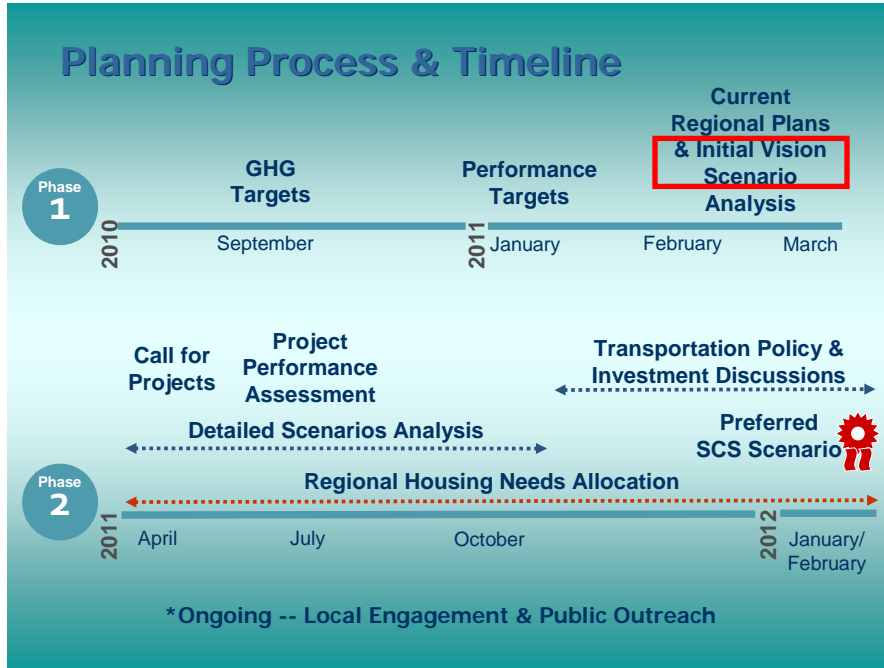 Planning Process & Timeline
Current
Regional Plans
& Initial Vision
Scenario
Analysis
GHG
Targets
Performance
Targets
Phase
1
2010
September
2011
January
February
March
Call for
Projects
Project
Performance
Assessment
Transportation Policy &
Investment Discussions
Detailed Scenarios Analysis
Preferred
SCS Scenario
Regional Housing Needs Allocation
Phase
2
2011
April
July
October
2012
January/
February
*Ongoing -- Local Engagement & Public Outreach